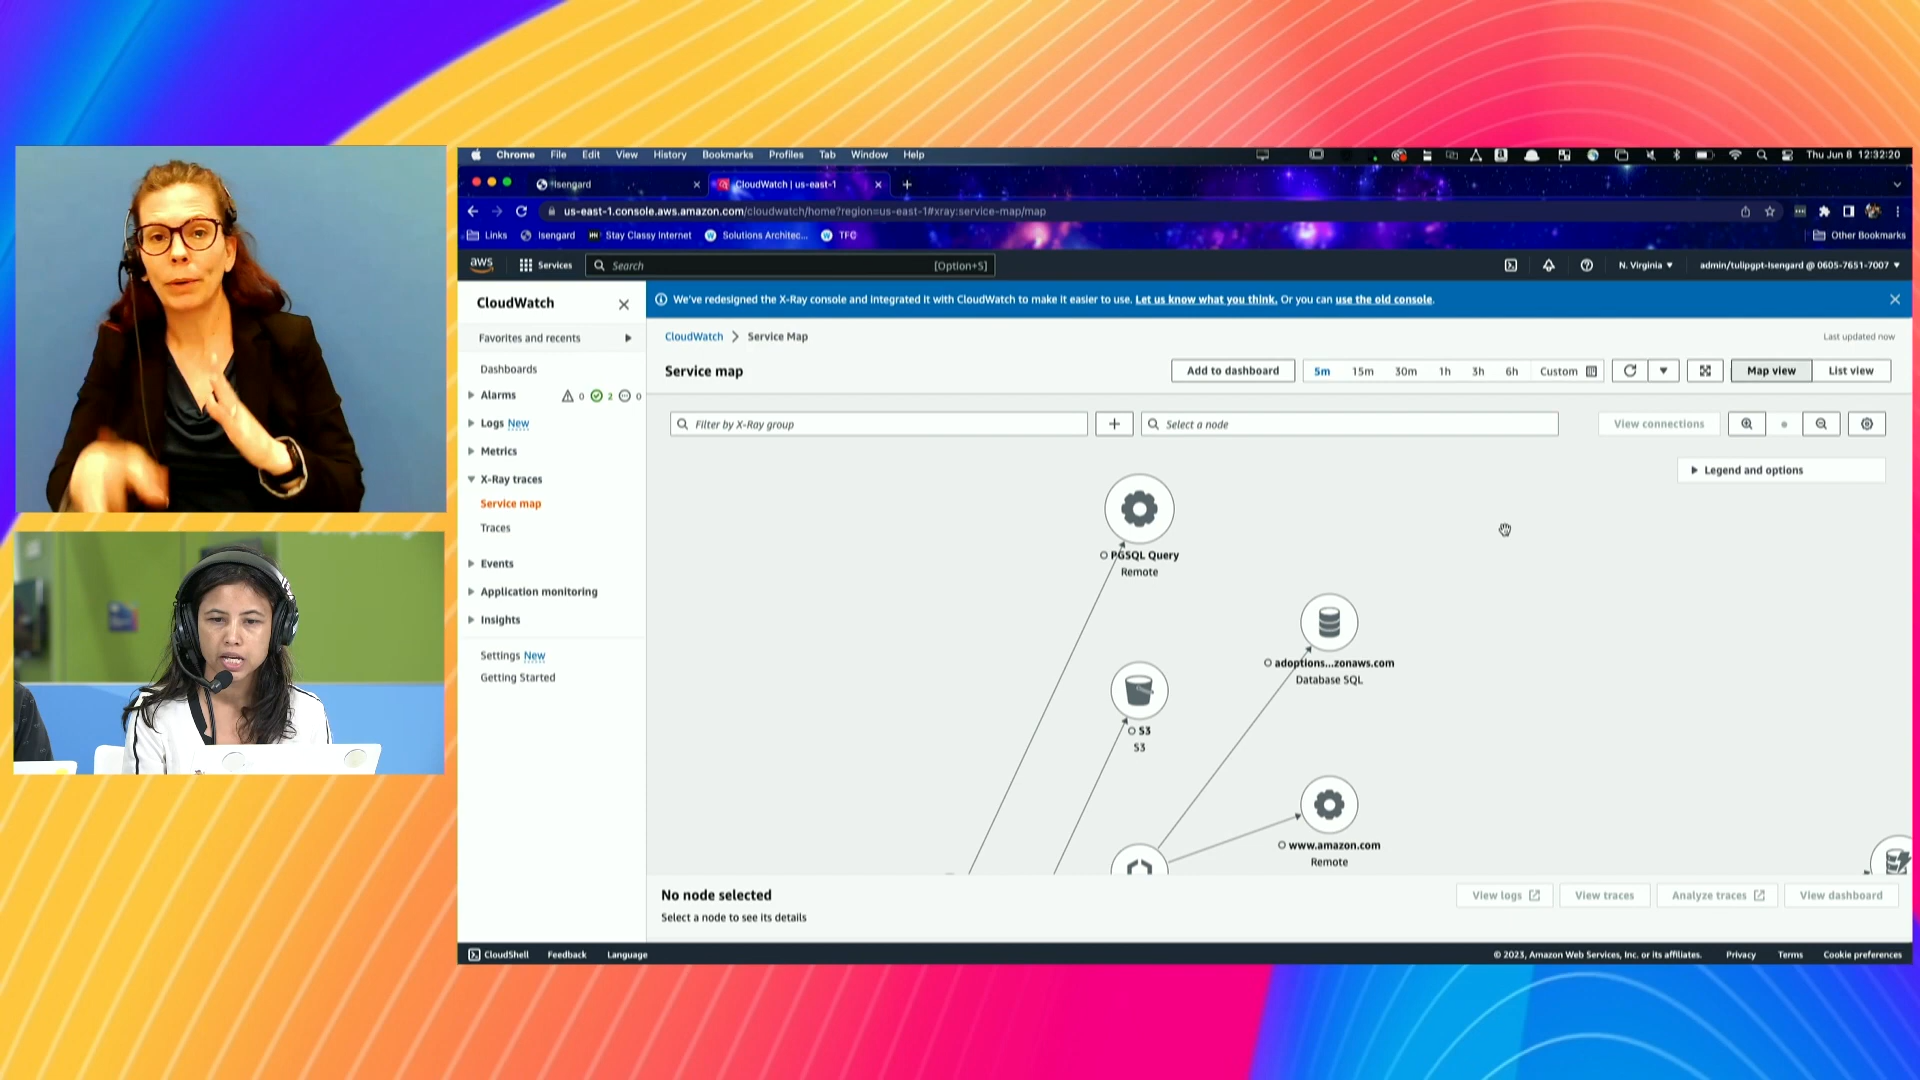 Chrome File Edit View History Bookmarks Profiles Tab Window Help
Thu Jun 8 12:32:20
Isengard
CloudWatch | us-east-1
us-east-1.console.aws.amazon.com/cloudwatch/home?region=us-east-1#xray:service-map/map
Links Isengard Stay Classy Internet Solutions Architec... TFC
Other Bookmarks
aws Services Search [Option+S]
N. Virginia admin/tulipgpt-Isengard @ 0605-7651-7007
CloudWatch
Favorites and recents
Dashboards
Alarms 0 2 0
Logs New
Metrics
X-Ray traces
Service map
Traces
Events
Application monitoring
Insights
Settings New
Getting Started
We've redesigned the X-Ray console and integrated it with CloudWatch to make it easier to use. Let us know what you think. Or you can use the old console.
CloudWatch > Service Map
Last updated now
Service map
Add to dashboard
5m 15m 30m 1h 3h 6h Custom
Map view List view
Filter by X-Ray group
Select a node
View connections
Legend and options
PGSQL Query
Remote
adoptions...zonaws.com
Database SQL
S3
S3
www.amazon.com
Remote
No node selected
Select a node to see its details
View logs View traces Analyze traces View dashboard
CloudShell Feedback Language
© 2023, Amazon Web Services, Inc. or its affiliates. Privacy Terms Cookie preferences